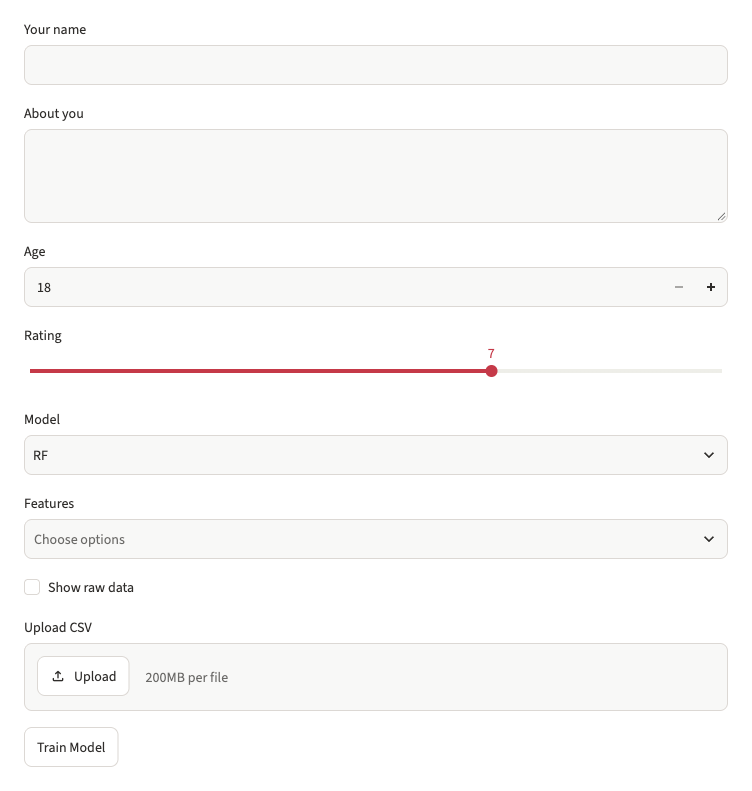 Your name
About you
Age
18
Rating
7
Model
RF
Features
Choose options
Show raw data
Upload CSV
Upload 200MB per file
Train Model